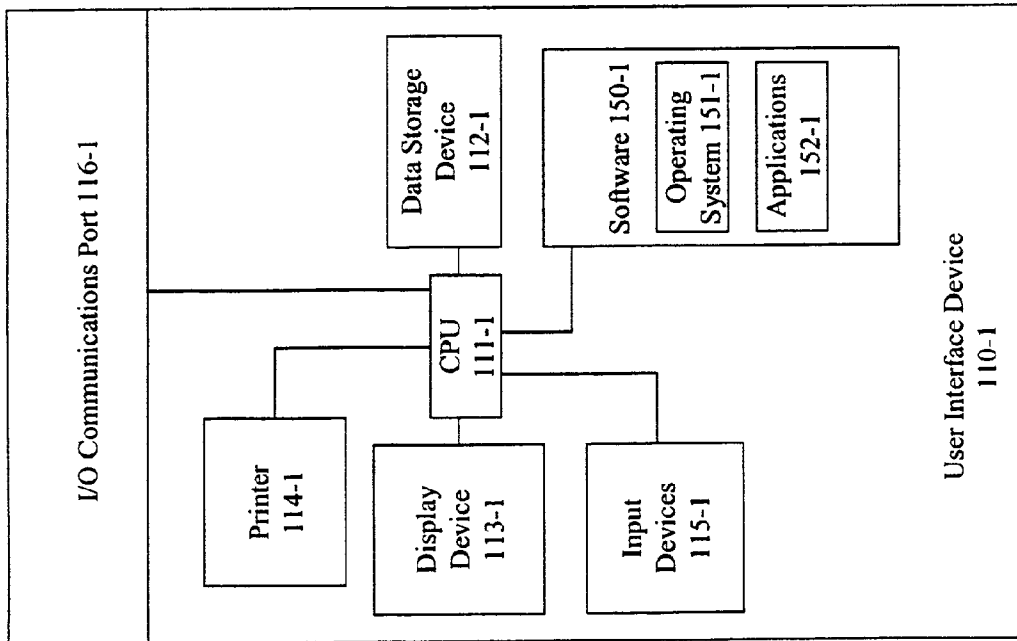 I/O Communications Port 116-1
Printer
114-1
Display
Device
113-1
Input
Devices
115-1
CPU
111-1
Data Storage
Device
112-1
Software 150-1
Operating
System 151-1
Applications
152-1
User Interface Device
110-1